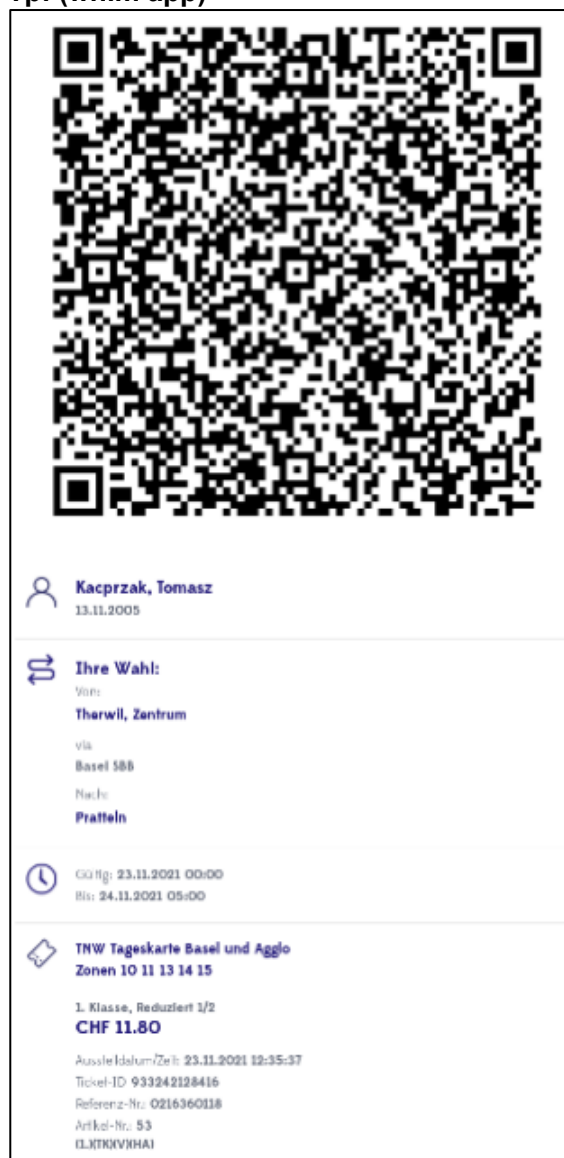 Kacprzak, Tomasz
13.11.2005
Ihre Wahl:
Von:
Therwil, Zentrum
via
Basel SBB
Nach:
Pratteln
Gültig: 23.11.2021 00:00
Bis: 24.11.2021 05:00
TNW Tageskarte Basel und Agglo
Zonen 10 11 13 14 15
1. Klasse, Reduziert 1/2
CHF 11.80
Ausstelldatum/Zeit: 23.11.2021 12:35:37
Ticket-ID 933242128416
Referenz-Nr.: 0216360118
Artikel-Nr.: 53
(1.)(TK)(V)(HA)